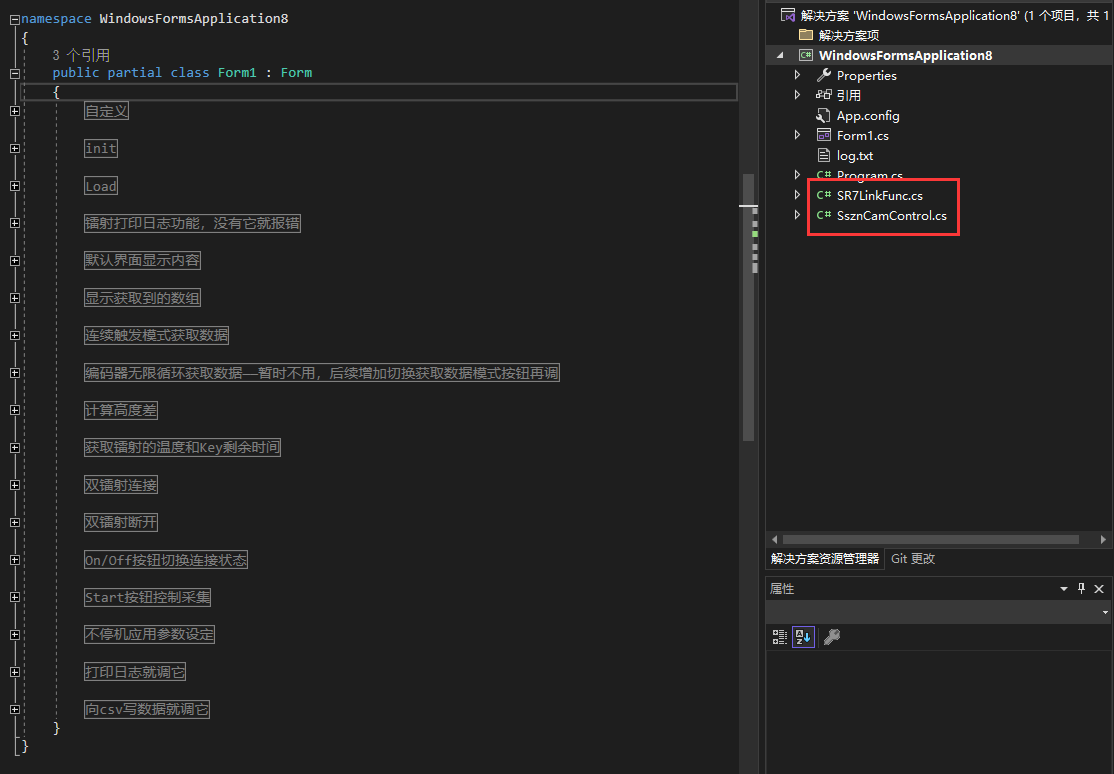 namespace WindowsFormsApplication8
{
3 个引用
public partial class Form1 : Form
{
自定义
init
Load
镭射打印日志功能，没有它就报错
默认界面显示内容
显示获取到的数组
连续触发模式获取数据
编码器无限循环获取数据——暂时不用，后续增加切换获取数据模式按钮再调
计算高度差
获取镭射的温度和Key剩余时间
双镭射连接
双镭射断开
On/Off按钮切换连接状态
Start按钮控制采集
不停机应用参数设定
打印日志就调它
向csv写数据就调它
}
}
解决方案 'WindowsFormsApplication8' (1 个项目，共 1
解决方案项
C# WindowsFormsApplication8
Properties
引用
App.config
Form1.cs
log.txt
C# Program.cs
C# SR7LinkFunc.cs
C# SsznCamControl.cs
解决方案资源管理器 Git 更改
属性